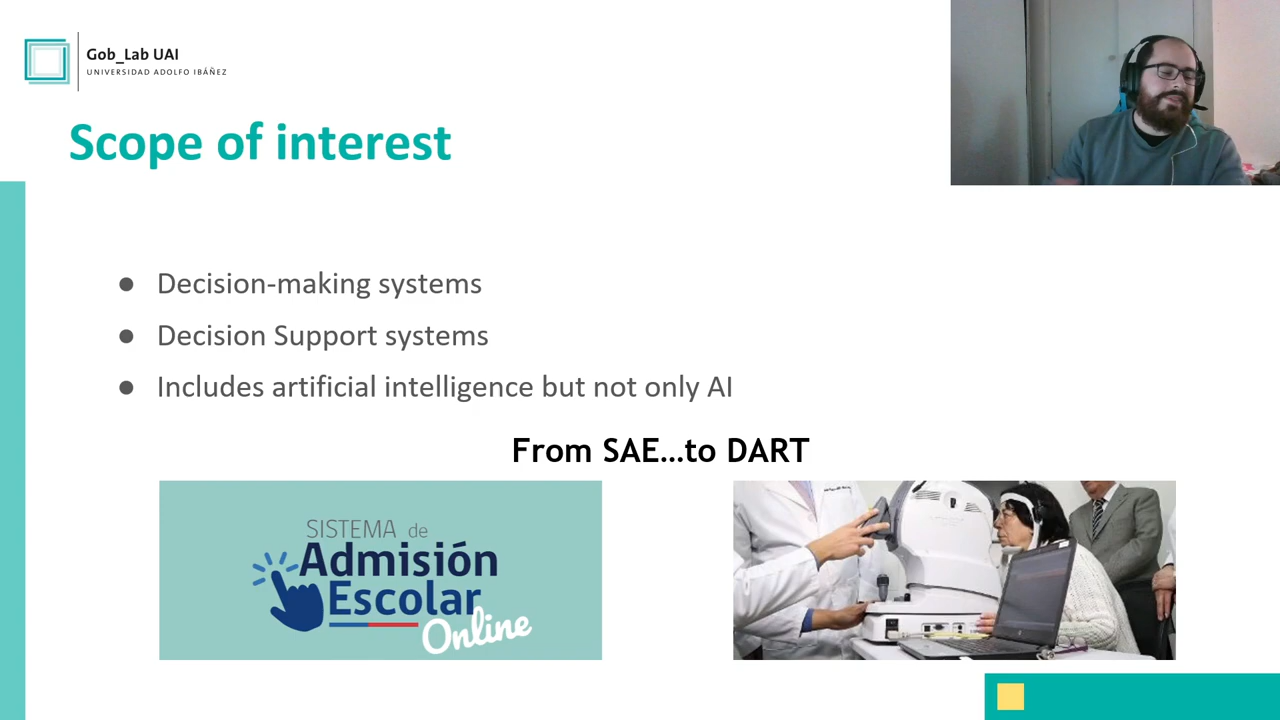 Gob_Lab UAI
UNIVERSIDAD ADOLFO IBÁÑEZ
Scope of interest
● Decision-making systems
● Decision Support systems
● Includes artificial intelligence but not only AI
From SAE...to DART
SISTEMA de
Admisión
Escolar
Online